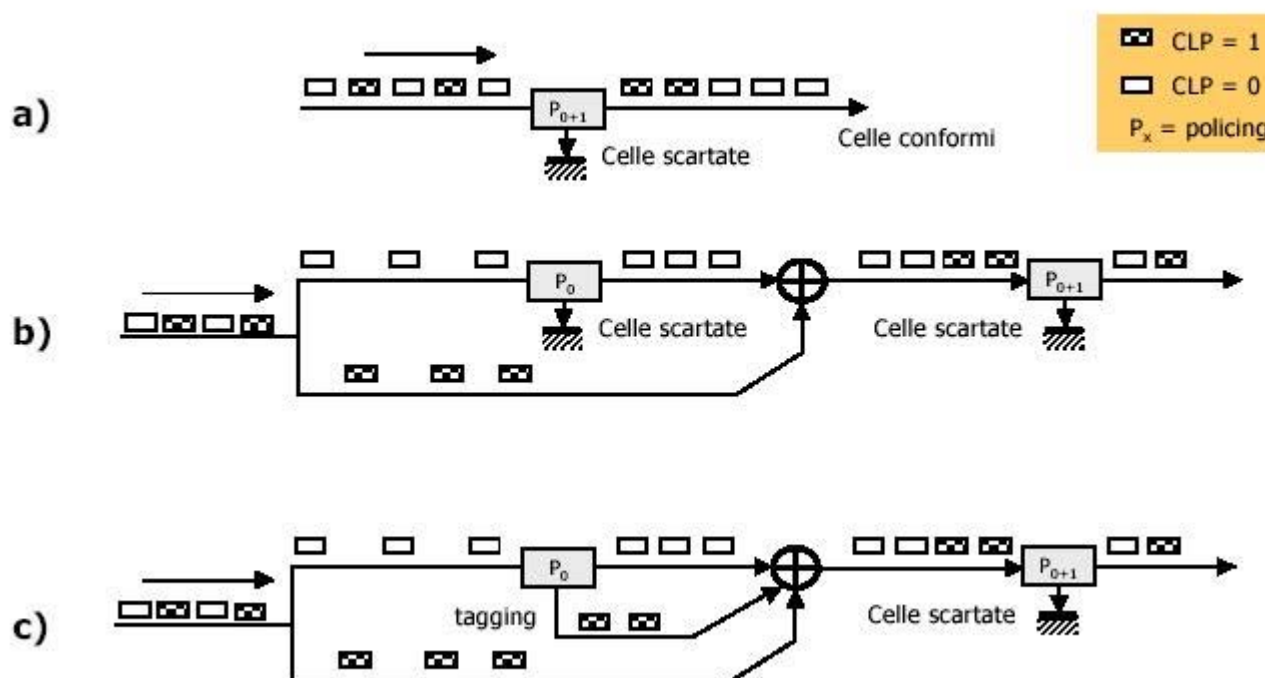 CLP = 1
CLP = 0
Px = policing
a)
P0+1
Celle scartate
Celle conformi
b)
P0
Celle scartate
Celle scartate
P0+1
c)
P0
tagging
Celle scartate
P0+1